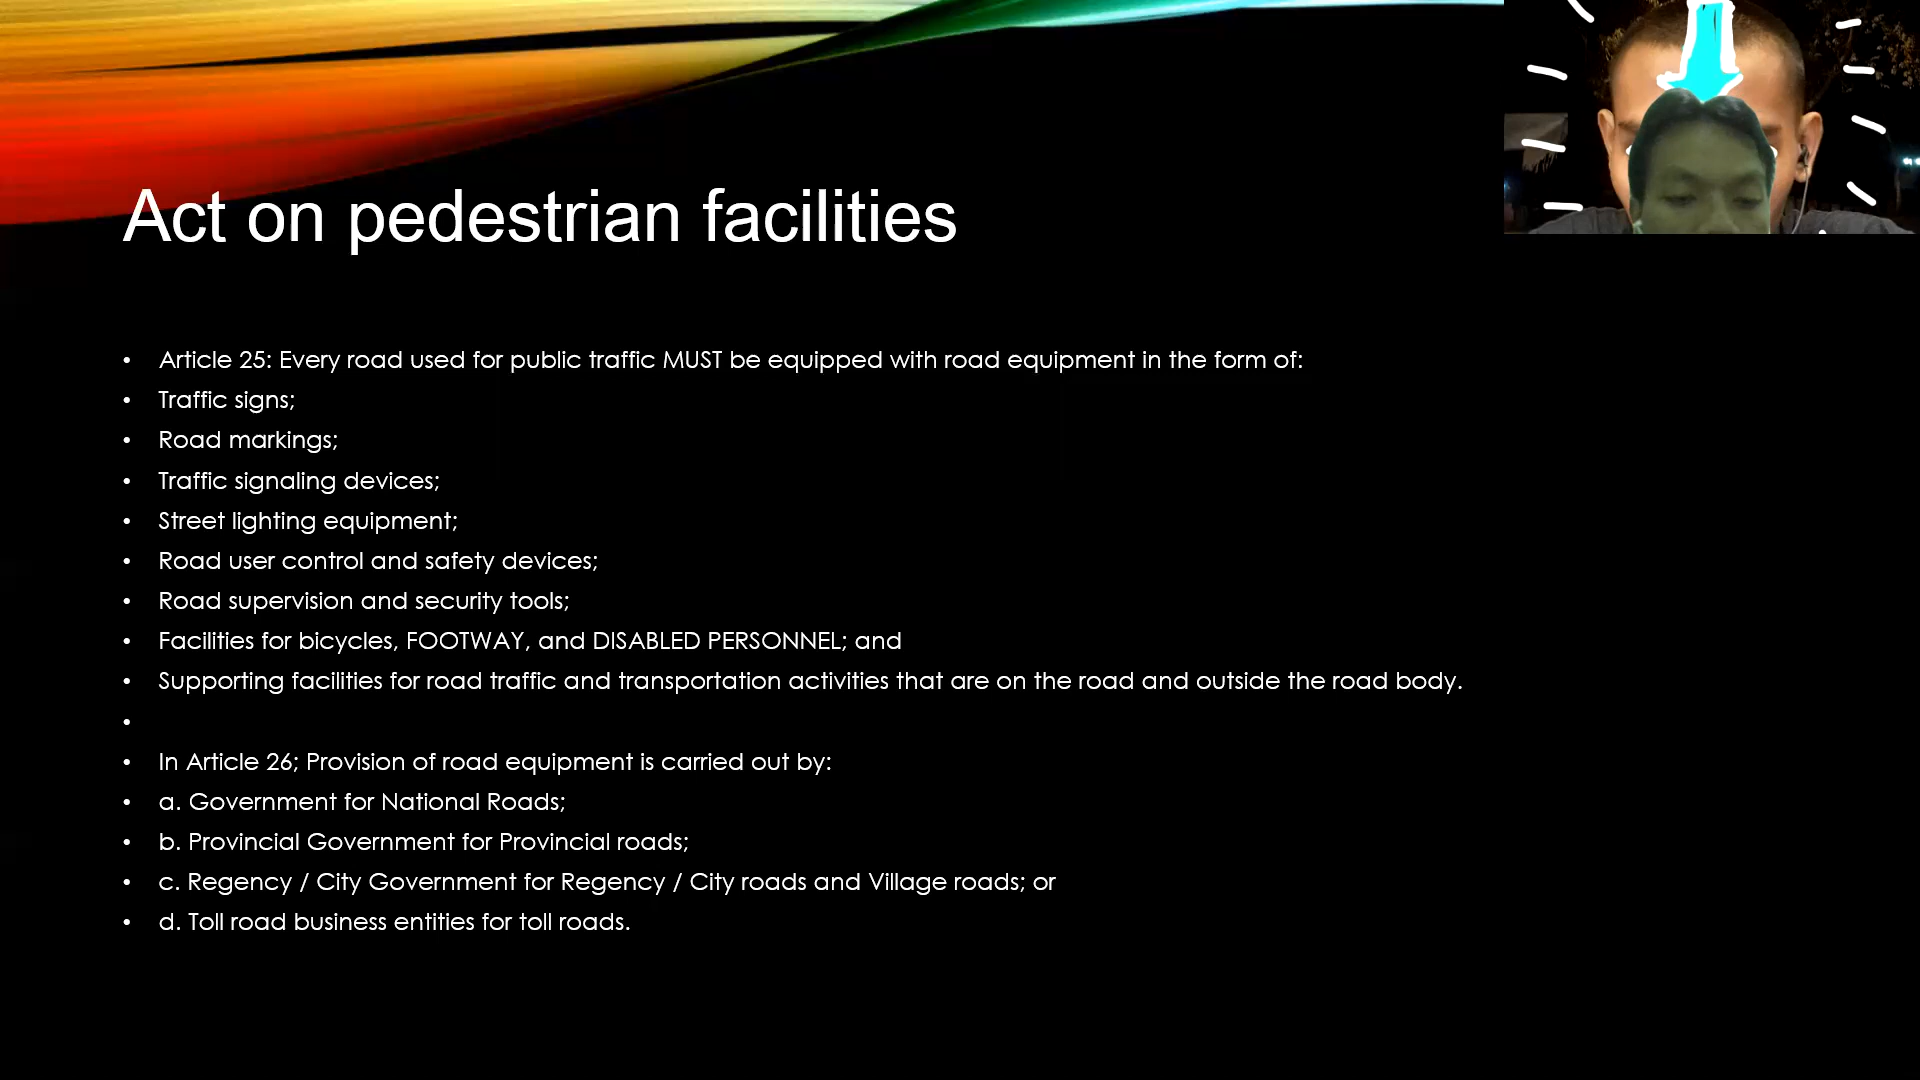 Act on pedestrian facilities
• Article 25: Every road used for public traffic MUST be equipped with road equipment in the form of:
• Traffic signs;
• Road markings;
• Traffic signaling devices;
• Street lighting equipment;
• Road user control and safety devices;
• Road supervision and security tools;
• Facilities for bicycles, FOOTWAY, and DISABLED PERSONNEL; and
• Supporting facilities for road traffic and transportation activities that are on the road and outside the road body.
•
• In Article 26; Provision of road equipment is carried out by:
• a. Government for National Roads;
• b. Provincial Government for Provincial roads;
• c. Regency / City Government for Regency / City roads and Village roads; or
• d. Toll road business entities for toll roads.